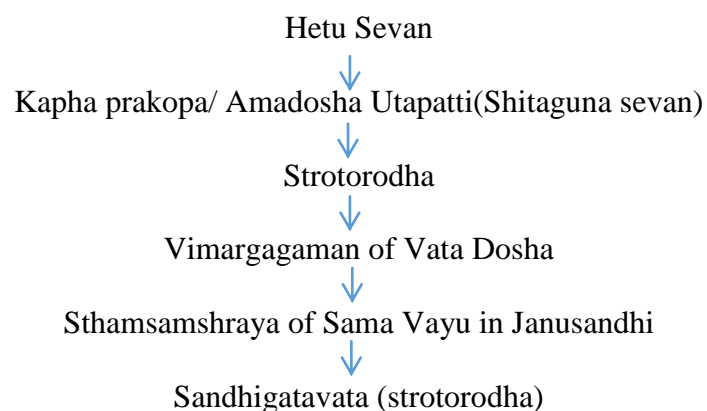 Hetu Sevan
Kapha prakopa/ Amadosha Utapatti(Shitaguna sevan)
Strotorodha
Vimargagaman of Vata Dosha
Sthamsamshraya of Sama Vayu in Janusandhi
Sandhigatavata (strotorodha)